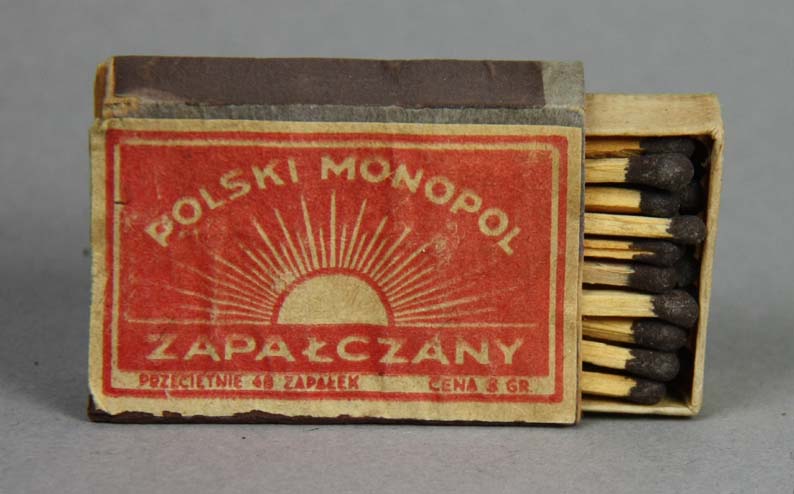 POLSKI MONOPOL
ZAPAŁCZANY
PRZECIĘTNIE 48 ZAPAŁEK CENA 8 GR.